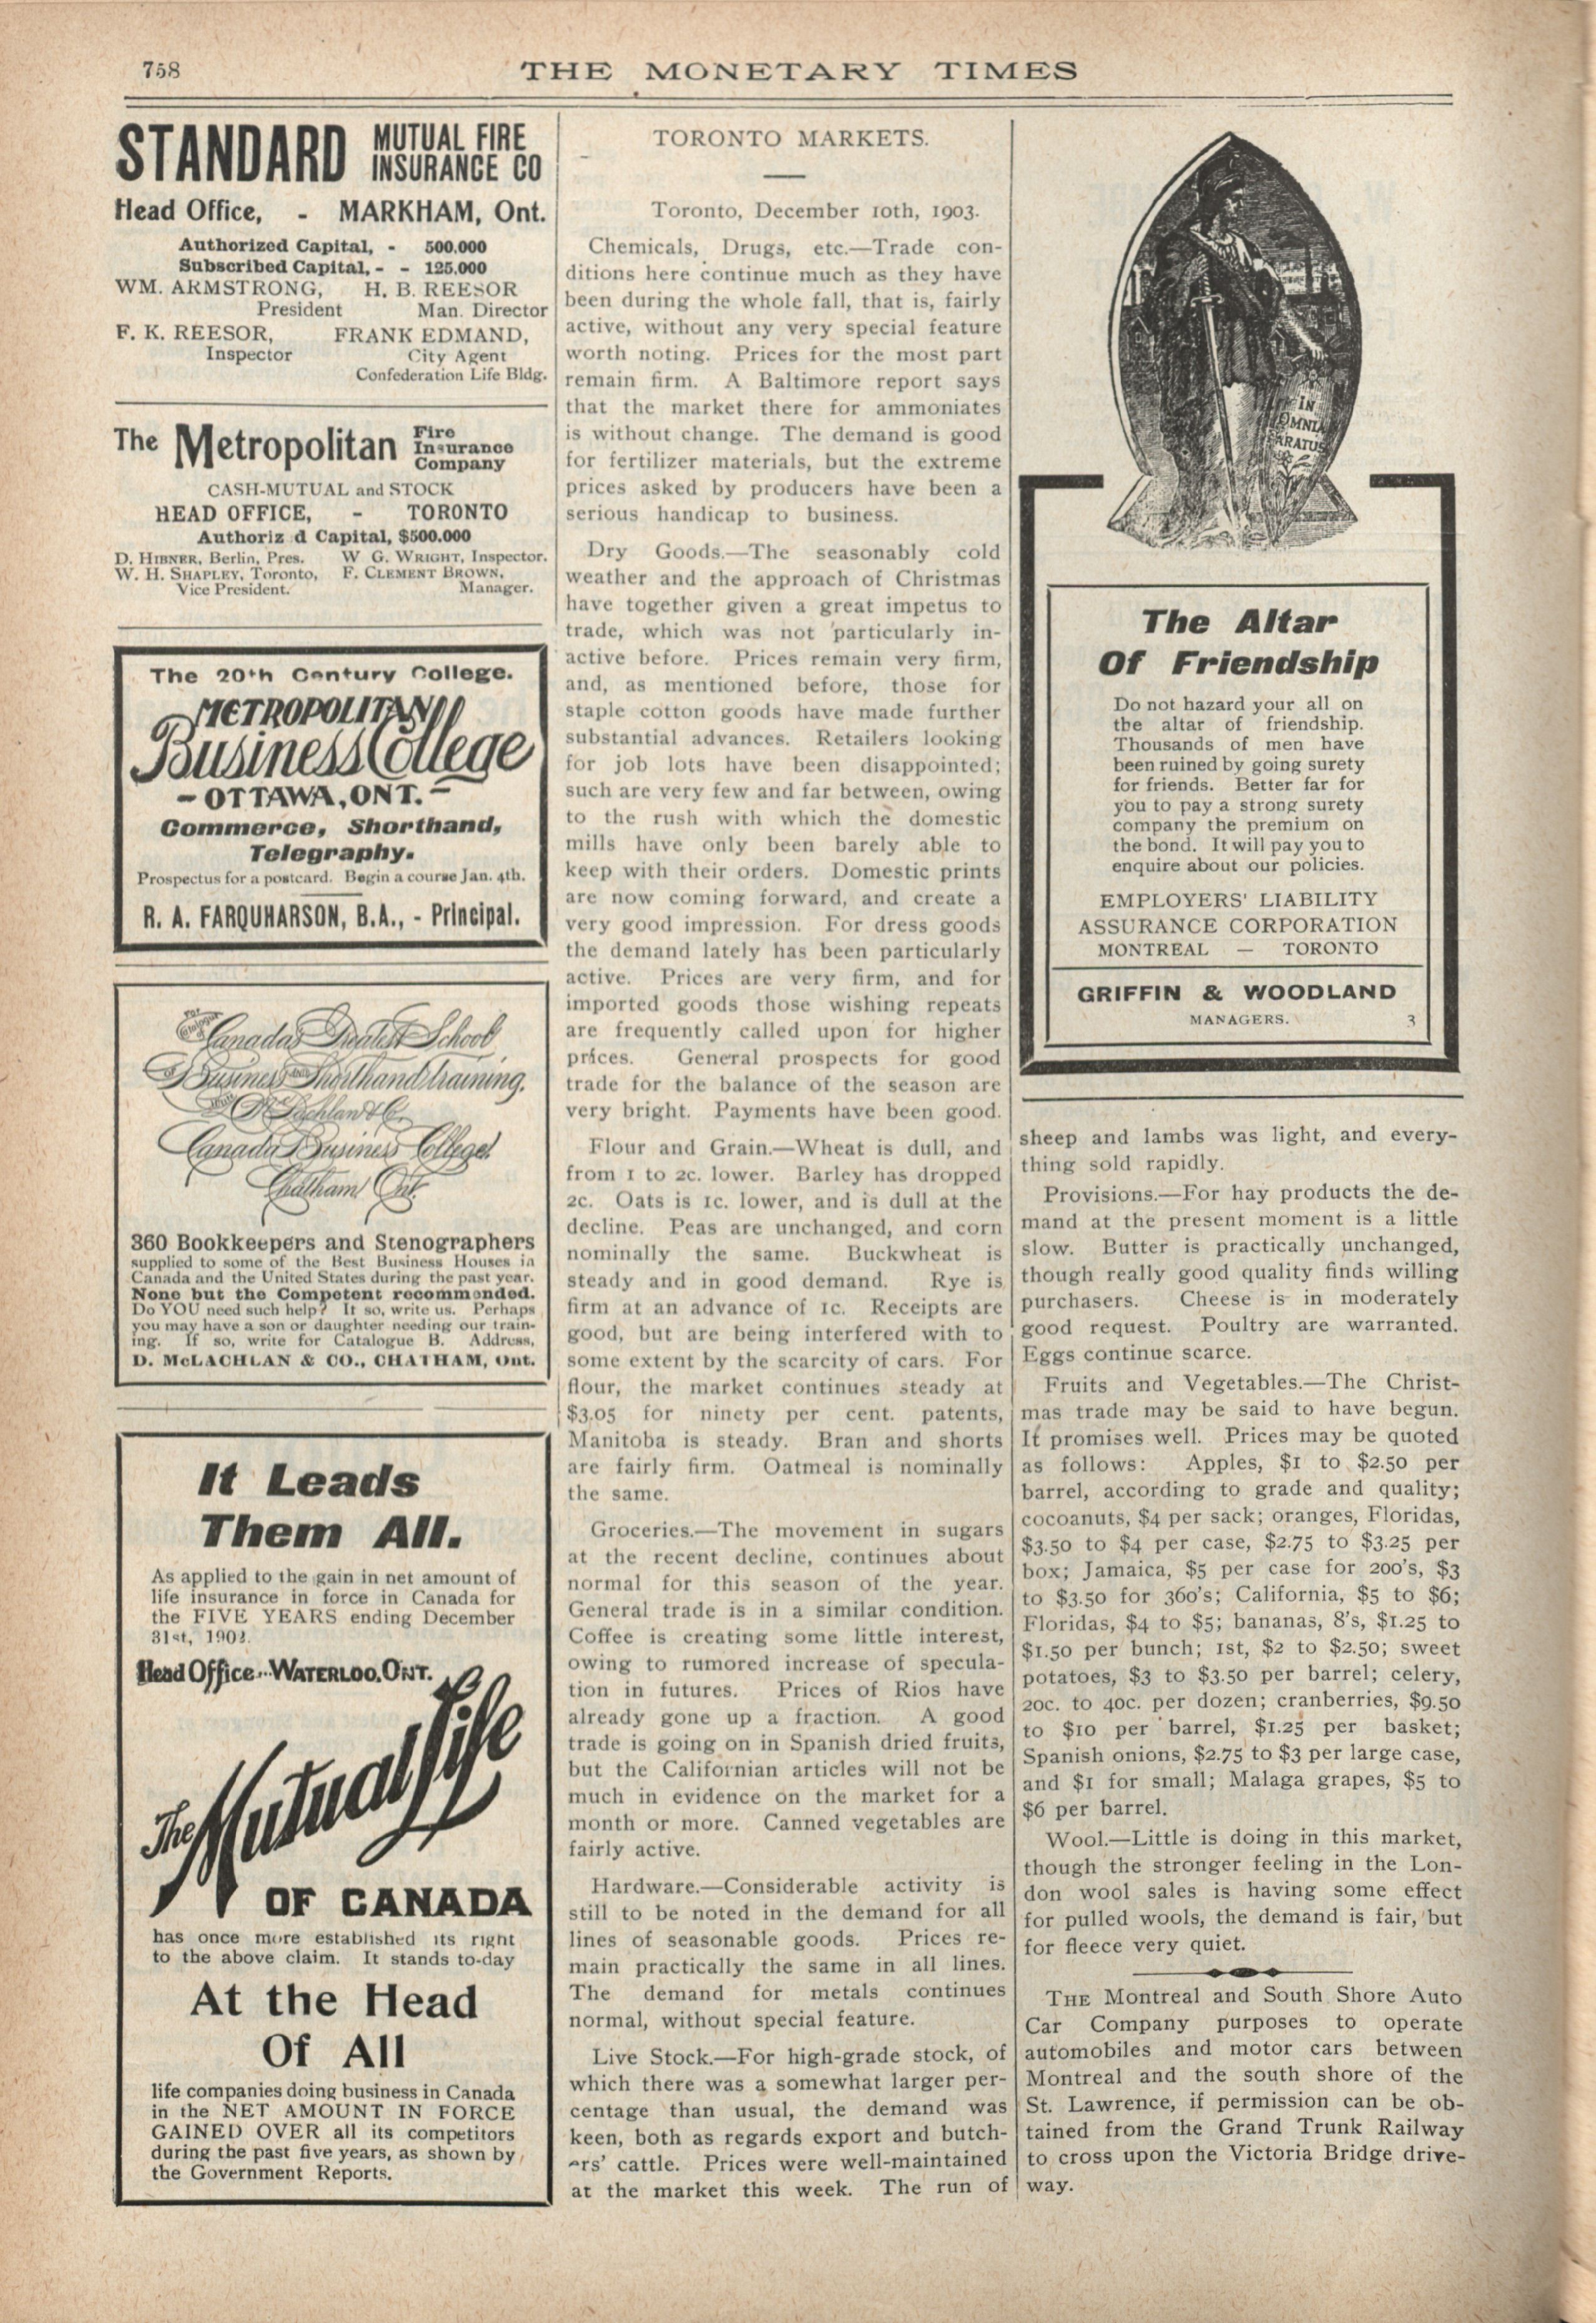 758
THE MONETARY TIMES
STANDARD MUTUAL FIRE
INSURANCE CO
Head Office, - MARKHAM, Ont.
Authorized Capital, - 500.000
Subscribed Capital, - - 125,000
WM. ARMSTRONG, H. B. REESOR
President Man. Director
F. K. REESOR, FRANK EDMAND,
Inspector City Agent
Confederation Life Bldg.
The Metropolitan Fire
Insurance
Company
CASH-MUTUAL and STOCK
HEAD OFFICE, - TORONTO
Authoriz d Capital, $500.000
D. HIBNER, Berlin, Pres. W G. WRIGHT, Inspector.
W. H. SHAPLEY, Toronto, F. CLEMENT BROWN,
Vice President. Manager.
The 20th Century College.
METROPOLITAN
Business College
- OTTAWA, ONT. -
Commerce, Shorthand,
Telegraphy.
Prospectus for a postcard. Begin a course Jan. 4th.
R. A. FARQUHARSON, B.A., - Principal.
Canada's Greatest School
of Business and Shorthand training.
D. McLachlan & Co.
Canada Business College
Chatham Ont.
360 Bookkeepers and Stenographers
supplied to some of the Best Business Houses in
Canada and the United States during the past year.
None but the Competent recommended.
Do YOU need such help? It so, write us. Perhaps
you may have a son or daughter needing our train-
ing. If so, write for Catalogue B. Address,
D. McLACHLAN & CO., CHATHAM, Ont.
It Leads
Them All.
As applied to the gain in net amount of
life insurance in force in Canada for
the FIVE YEARS ending December
31st, 1902.
Head Office... WATERLOO, ONT.
The Mutual Life
OF CANADA
has once more established its right
to the above claim. It stands to-day
At the Head
Of All
life companies doing business in Canada
in the NET AMOUNT IN FORCE
GAINED OVER all its competitors
during the past five years, as shown by
the Government Reports.
TORONTO MARKETS.
Toronto, December 10th, 1903.
Chemicals, Drugs, etc.—Trade con-
ditions here continue much as they have
been during the whole fall, that is, fairly
active, without any very special feature
worth noting. Prices for the most part
remain firm. A Baltimore report says
that the market there for ammoniates
is without change. The demand is good
for fertilizer materials, but the extreme
prices asked by producers have been a
serious handicap to business.
Dry Goods.—The seasonably cold
weather and the approach of Christmas
have together given a great impetus to
trade, which was not particularly in-
active before. Prices remain very firm,
and, as mentioned before, those for
staple cotton goods have made further
substantial advances. Retailers looking
for job lots have been disappointed;
such are very few and far between, owing
to the rush with which the domestic
mills have only been barely able to
keep with their orders. Domestic prints
are now coming forward, and create a
very good impression. For dress goods
the demand lately has been particularly
active. Prices are very firm, and for
imported goods those wishing repeats
are frequently called upon for higher
prices. General prospects for good
trade for the balance of the season are
very bright. Payments have been good.
Flour and Grain.—Wheat is dull, and
from 1 to 2c. lower. Barley has dropped
2c. Oats is 1c. lower, and is dull at the
decline. Peas are unchanged, and corn
nominally the same. Buckwheat is
steady and in good demand. Rye is
firm at an advance of 1c. Receipts are
good, but are being interfered with to
some extent by the scarcity of cars. For
flour, the market continues steady at
$3.05 for ninety per cent. patents,
Manitoba is steady. Bran and shorts
are fairly firm. Oatmeal is nominally
the same.
Groceries.—The movement in sugars
at the recent decline, continues about
normal for this season of the year.
General trade is in a similar condition.
Coffee is creating some little interest,
owing to rumored increase of specula-
tion in futures. Prices of Rios have
already gone up a fraction. A good
trade is going on in Spanish dried fruits,
but the Californian articles will not be
much in evidence on the market for a
month or more. Canned vegetables are
fairly active.
Hardware.—Considerable activity is
still to be noted in the demand for all
lines of seasonable goods. Prices re-
main practically the same in all lines.
The demand for metals continues
normal, without special feature.
Live Stock.—For high-grade stock, of
which there was a somewhat larger per-
centage than usual, the demand was
keen, both as regards export and butch-
ers' cattle. Prices were well-maintained
at the market this week. The run of
IN
OMNIA
PARATUS
The Altar
Of Friendship
Do not hazard your all on
the altar of friendship.
Thousands of men have
been ruined by going surety
for friends. Better far for
you to pay a strong surety
company the premium on
the bond. It will pay you to
enquire about our policies.
EMPLOYERS' LIABILITY
ASSURANCE CORPORATION
MONTREAL — TORONTO
GRIFFIN & WOODLAND
MANAGERS. 3
sheep and lambs was light, and every-
thing sold rapidly.
Provisions.—For hay products the de-
mand at the present moment is a little
slow. Butter is practically unchanged,
though really good quality finds willing
purchasers. Cheese is in moderately
good request. Poultry are warranted.
Eggs continue scarce.
Fruits and Vegetables.—The Christ-
mas trade may be said to have begun.
It promises well. Prices may be quoted
as follows: Apples, $1 to $2.50 per
barrel, according to grade and quality;
cocoanuts, $4 per sack; oranges, Floridas,
$3.50 to $4 per case, $2.75 to $3.25 per
box; Jamaica, $5 per case for 200's, $3
to $3.50 for 360's; California, $5 to $6;
Floridas, $4 to $5; bananas, 8's, $1.25 to
$1.50 per bunch; 1st, $2 to $2.50; sweet
potatoes, $3 to $3.50 per barrel; celery,
20c. to 40c. per dozen; cranberries, $9.50
to $10 per barrel, $1.25 per basket;
Spanish onions, $2.75 to $3 per large case,
and $1 for small; Malaga grapes, $5 to
$6 per barrel.
Wool.—Little is doing in this market,
though the stronger feeling in the Lon-
don wool sales is having some effect
for pulled wools, the demand is fair, but
for fleece very quiet.
THE Montreal and South Shore Auto
Car Company purposes to operate
automobiles and motor cars between
Montreal and the south shore of the
St. Lawrence, if permission can be ob-
tained from the Grand Trunk Railway
to cross upon the Victoria Bridge drive-
way.